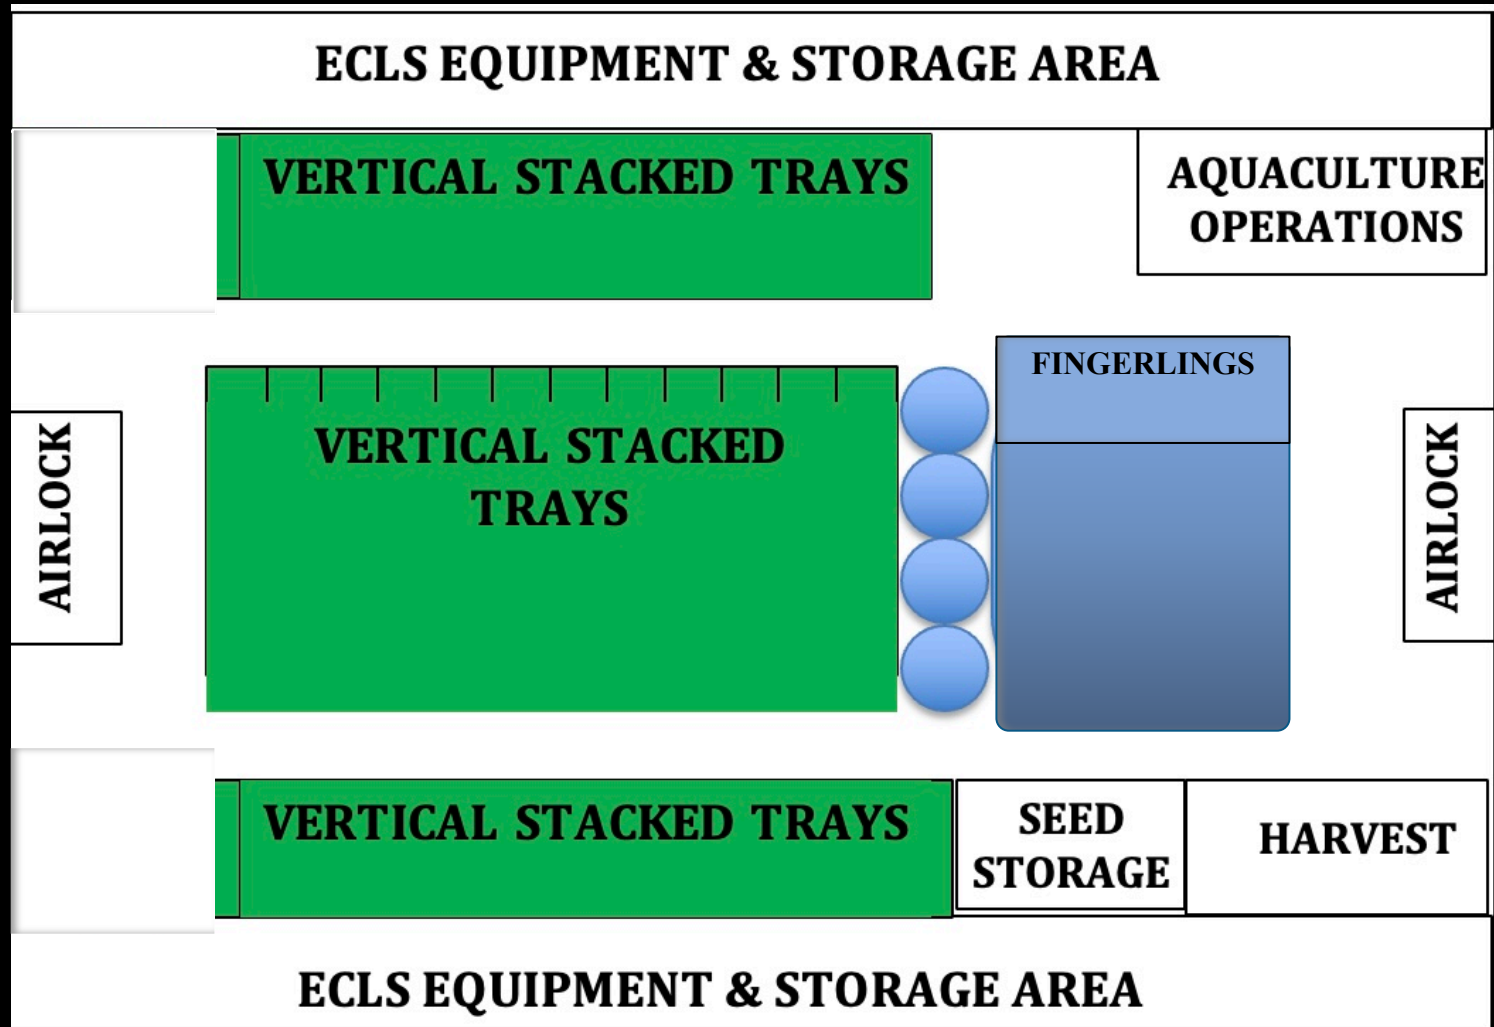 ECLS EQUIPMENT & STORAGE AREA
VERTICAL STACKED TRAYS
AQUACULTURE
OPERATIONS
FINGERLINGS
VERTICAL STACKED
TRAYS
AIRLOCK
AIRLOCK
VERTICAL STACKED TRAYS
SEED
STORAGE
HARVEST
ECLS EQUIPMENT & STORAGE AREA